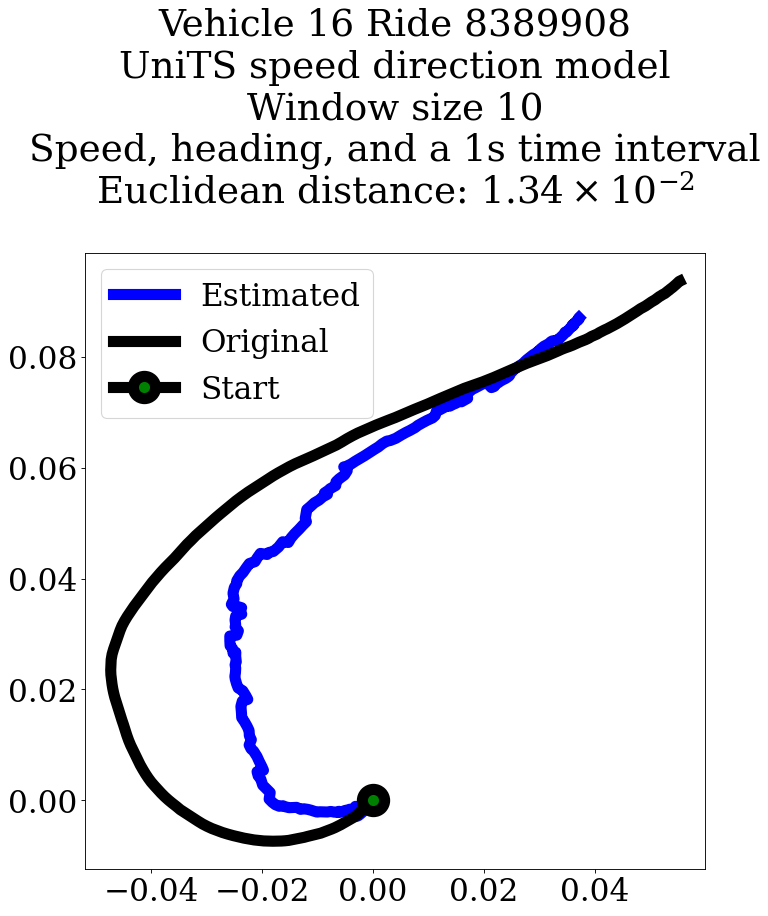 Vehicle 16 Ride 8389908
UniTS speed direction model
Window size 10
Speed, heading, and a 1s time interval
Euclidean distance: 1.34 × 10⁻²
Estimated
Original
Start
0.08
0.06
0.04
0.02
0.00
−0.04 −0.02 0.00 0.02 0.04